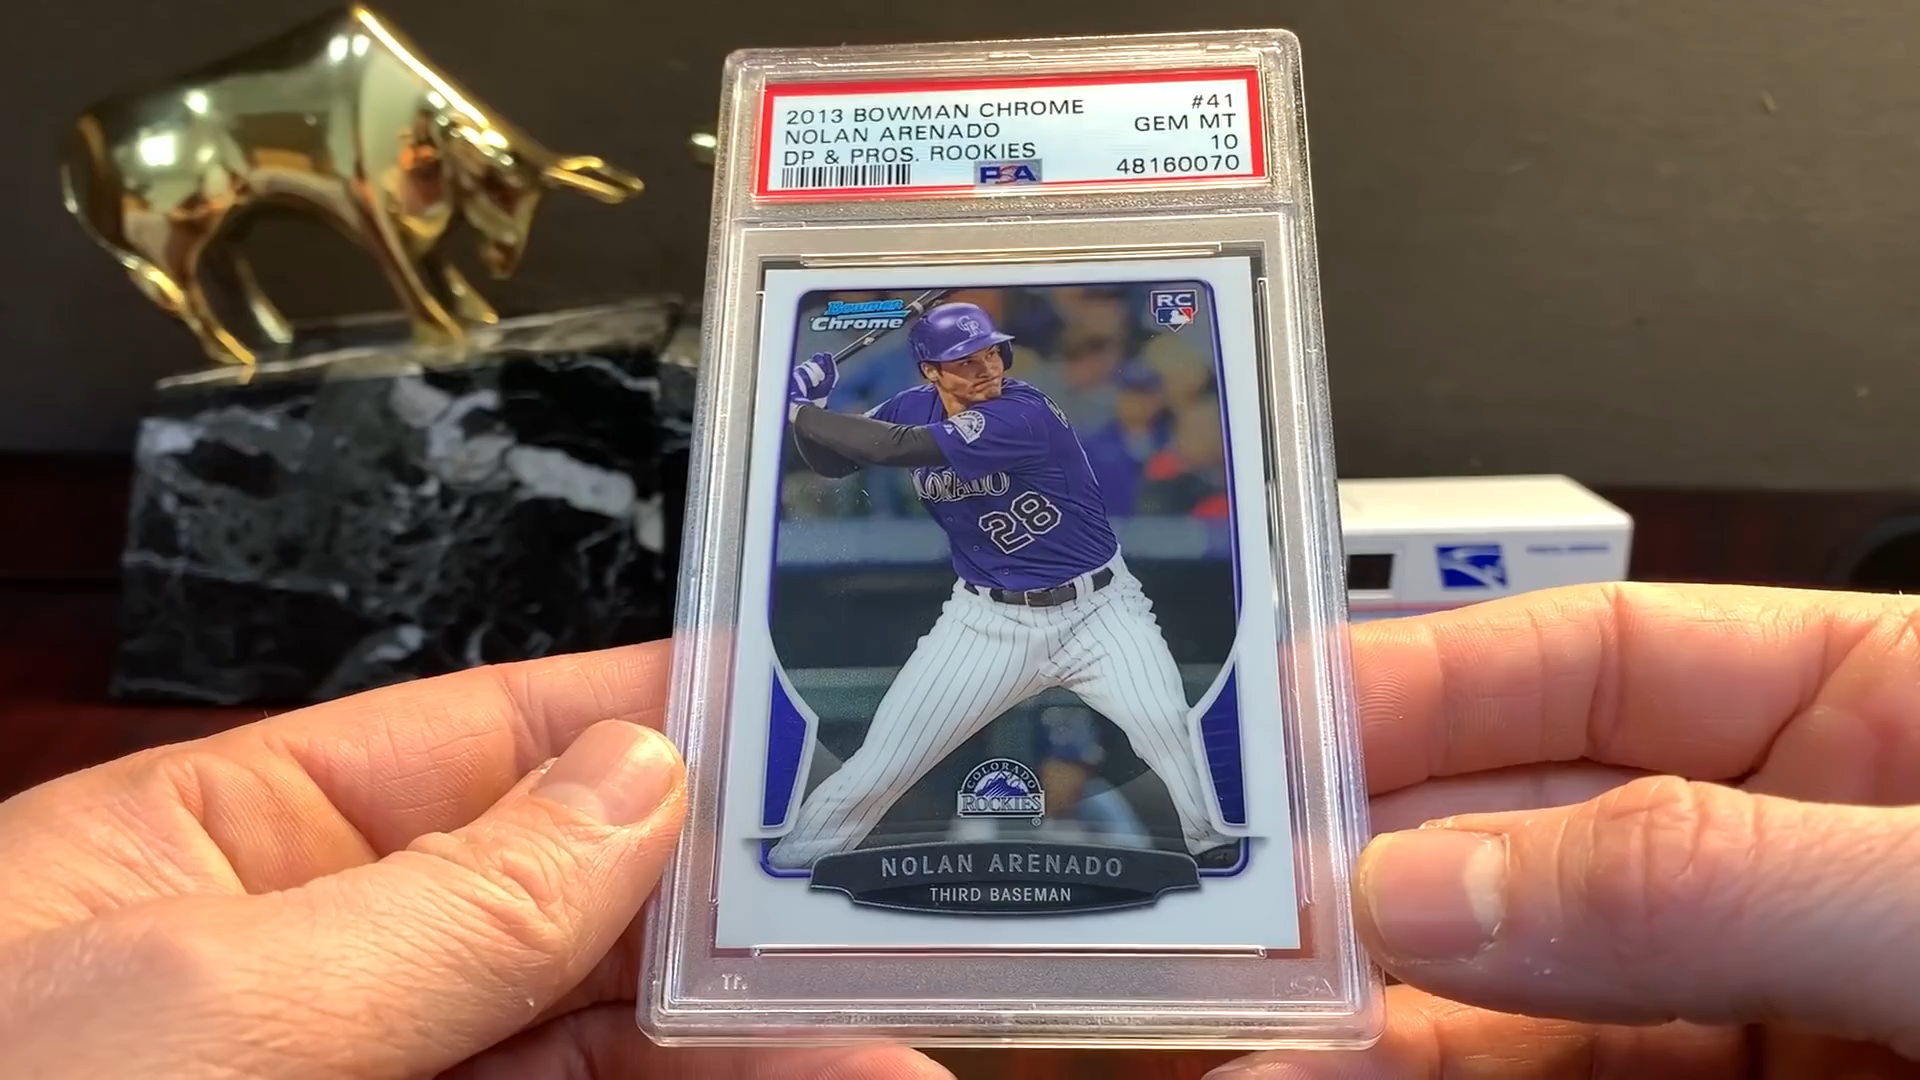 2013 BOWMAN CHROME #41
NOLAN ARENADO GEM MT
DP & PROS. ROOKIES 10
PSA 48160070
Bowman
Chrome
RC
CR
28
COLORADO
ROCKIES
®
NOLAN ARENADO
THIRD BASEMAN